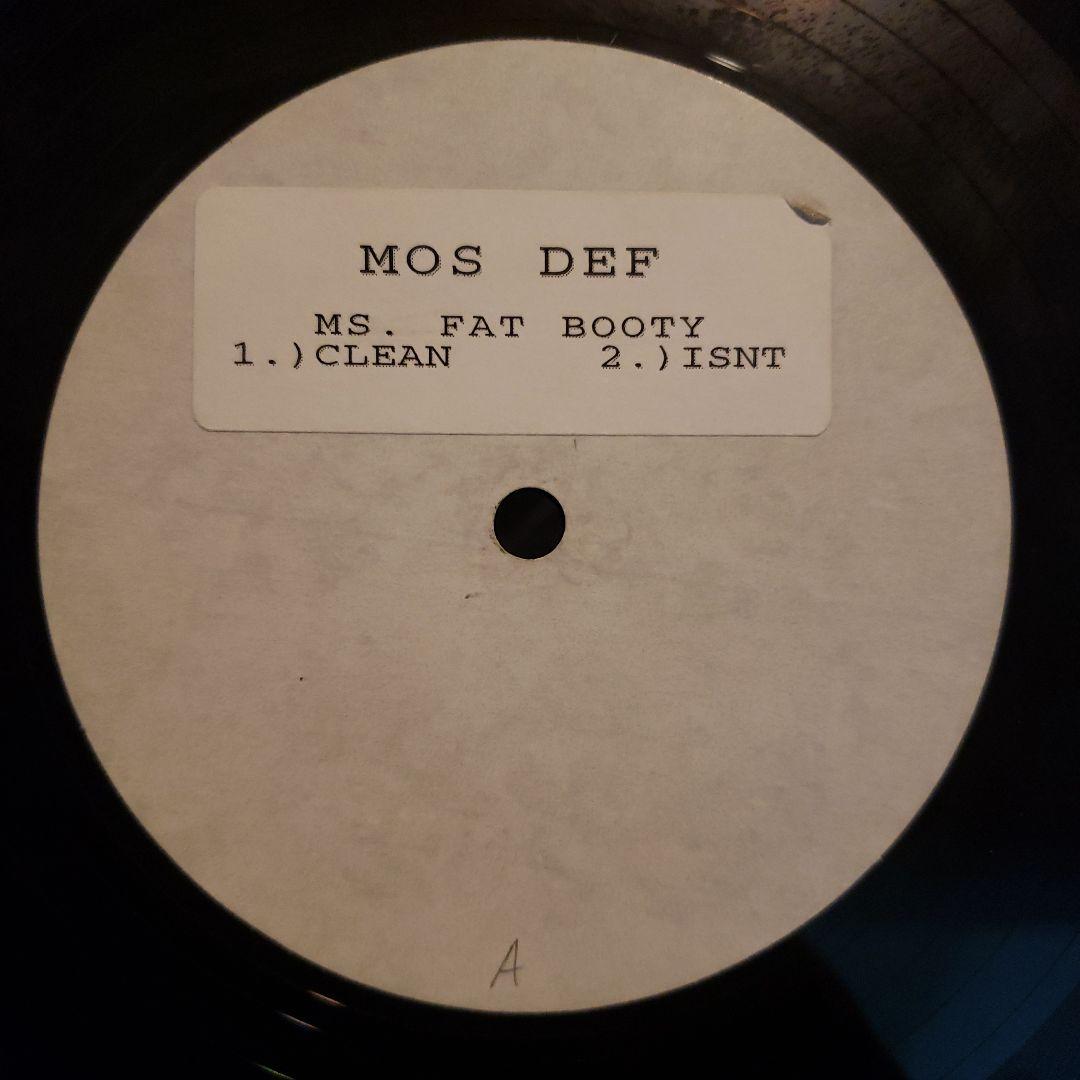 MOS DEF
MS. FAT BOOTY
1.)CLEAN 2.)ISNT
A